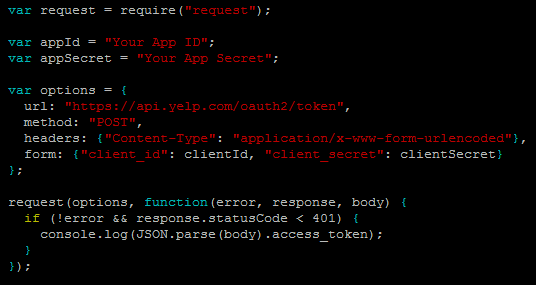 var request = require("request");
var appId = "Your App ID";
var appSecret = "Your App Secret";
var options = {
url: "https://api.yelp.com/oauth2/token",
method: "POST",
headers: {"Content-Type": "application/x-www-form-urlencoded"},
form: {"client_id": clientId, "client_secret": clientSecret}
};
request(options, function(error, response, body) {
if (!error && response.statusCode < 401) {
console.log(JSON.parse(body).access_token);
}
});